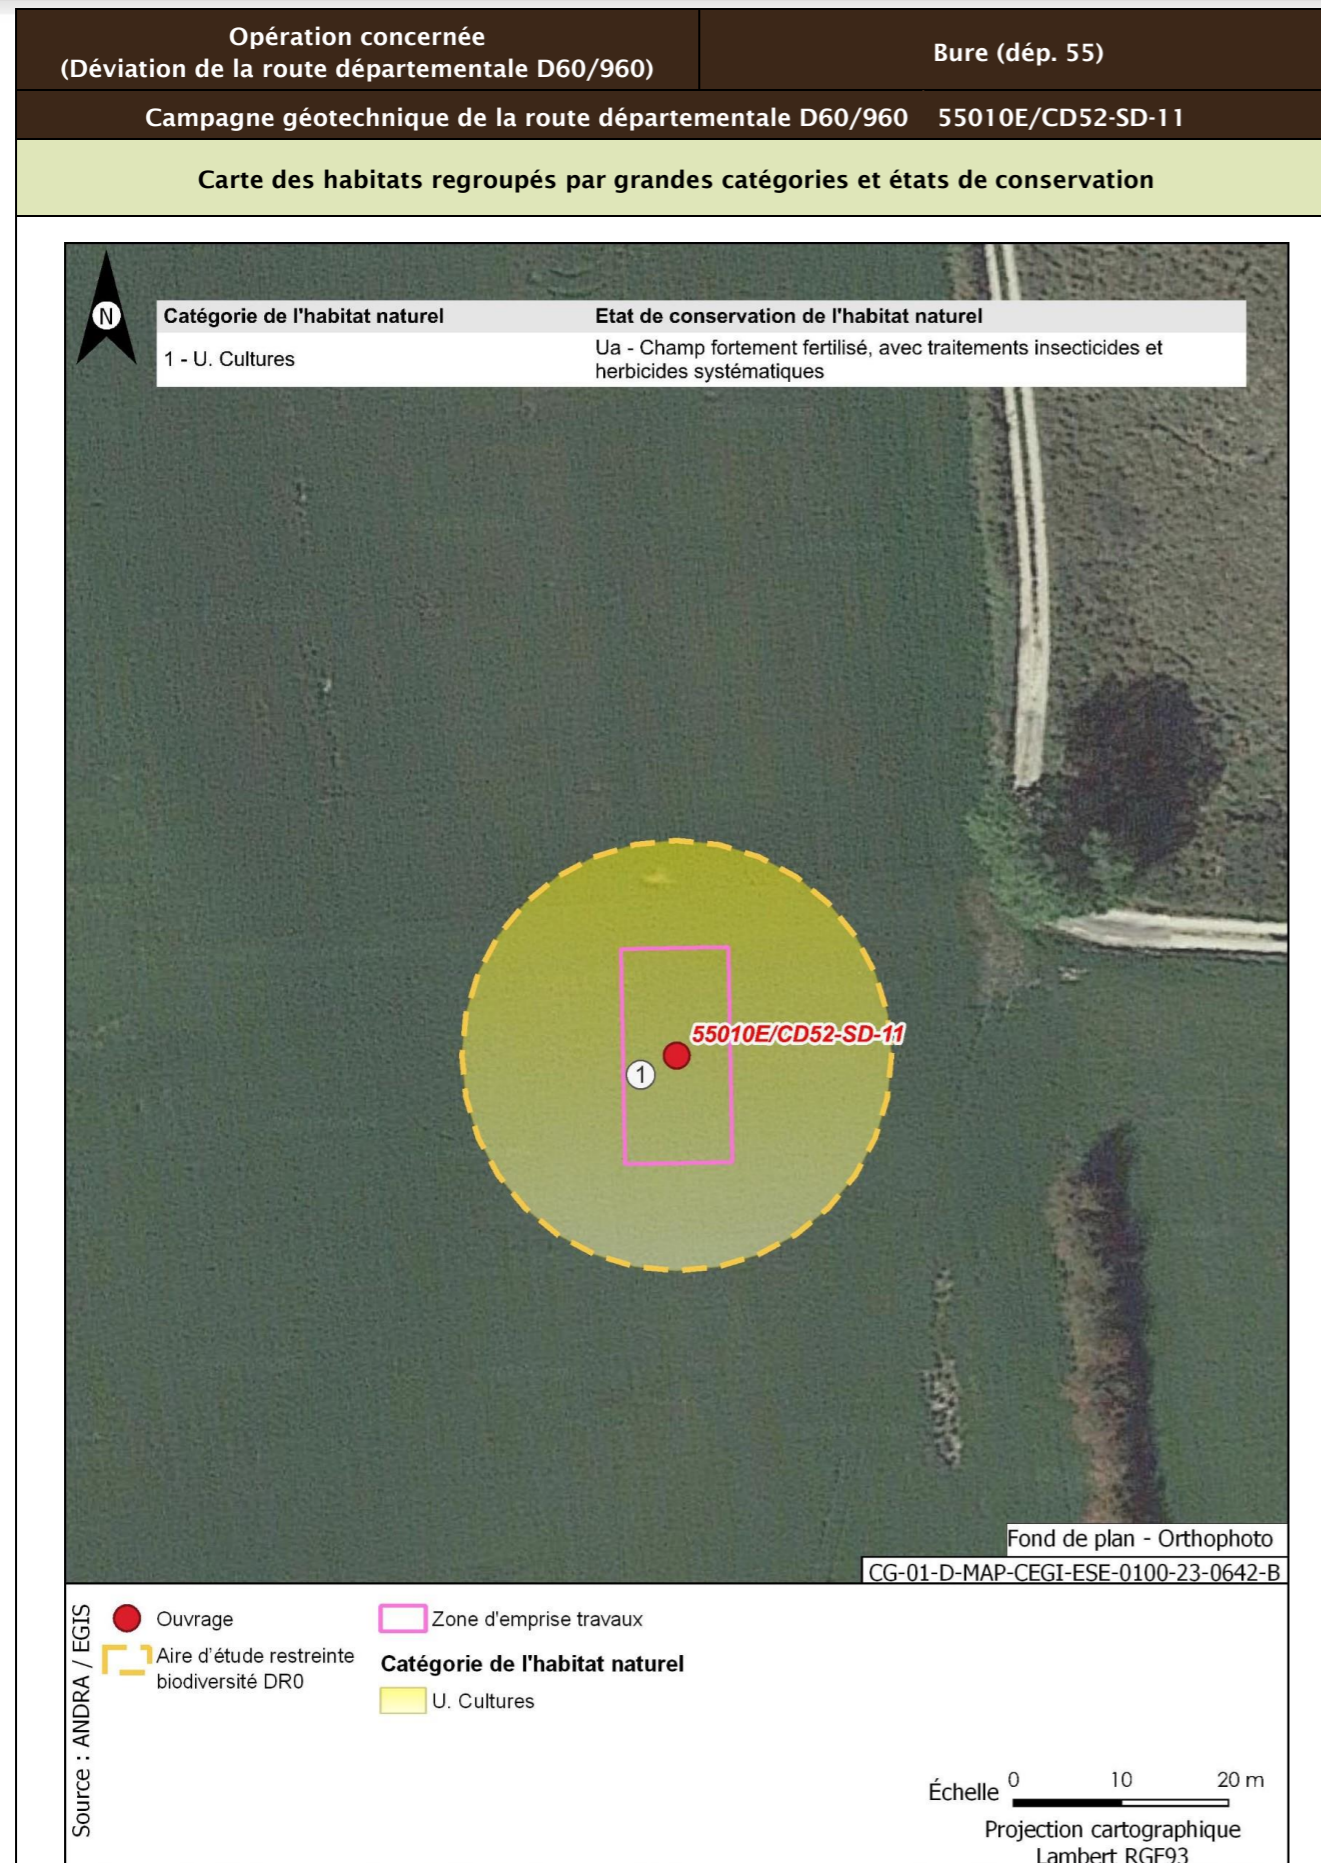 Opération concernée
(Déviation de la route départementale D60/960)
Bure (dép. 55)
Campagne géotechnique de la route départementale D60/960 55010E/CD52-SD-11
Carte des habitats regroupés par grandes catégories et états de conservation
N
Catégorie de l'habitat naturel
Etat de conservation de l'habitat naturel
1 - U. Cultures
Ua - Champ fortement fertilisé, avec traitements insecticides et
herbicides systématiques
55010E/CD52-SD-11
1
Fond de plan - Orthophoto
CG-01-D-MAP-CEGI-ESE-0100-23-0642-B
Source : ANDRA / EGIS
Ouvrage
Aire d'étude restreinte
biodiversité DR0
Zone d'emprise travaux
Catégorie de l'habitat naturel
U. Cultures
Échelle 0 10 20 m
Projection cartographique
Lambert RGF93